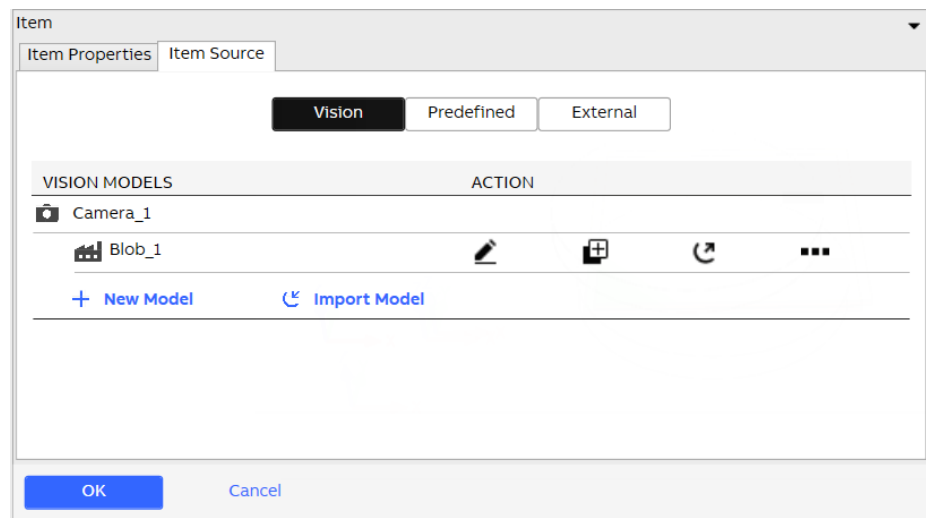 Item
Item Properties Item Source
Vision Predefined External
VISION MODELS ACTION
Camera_1
Blob_1
New Model Import Model
OK Cancel